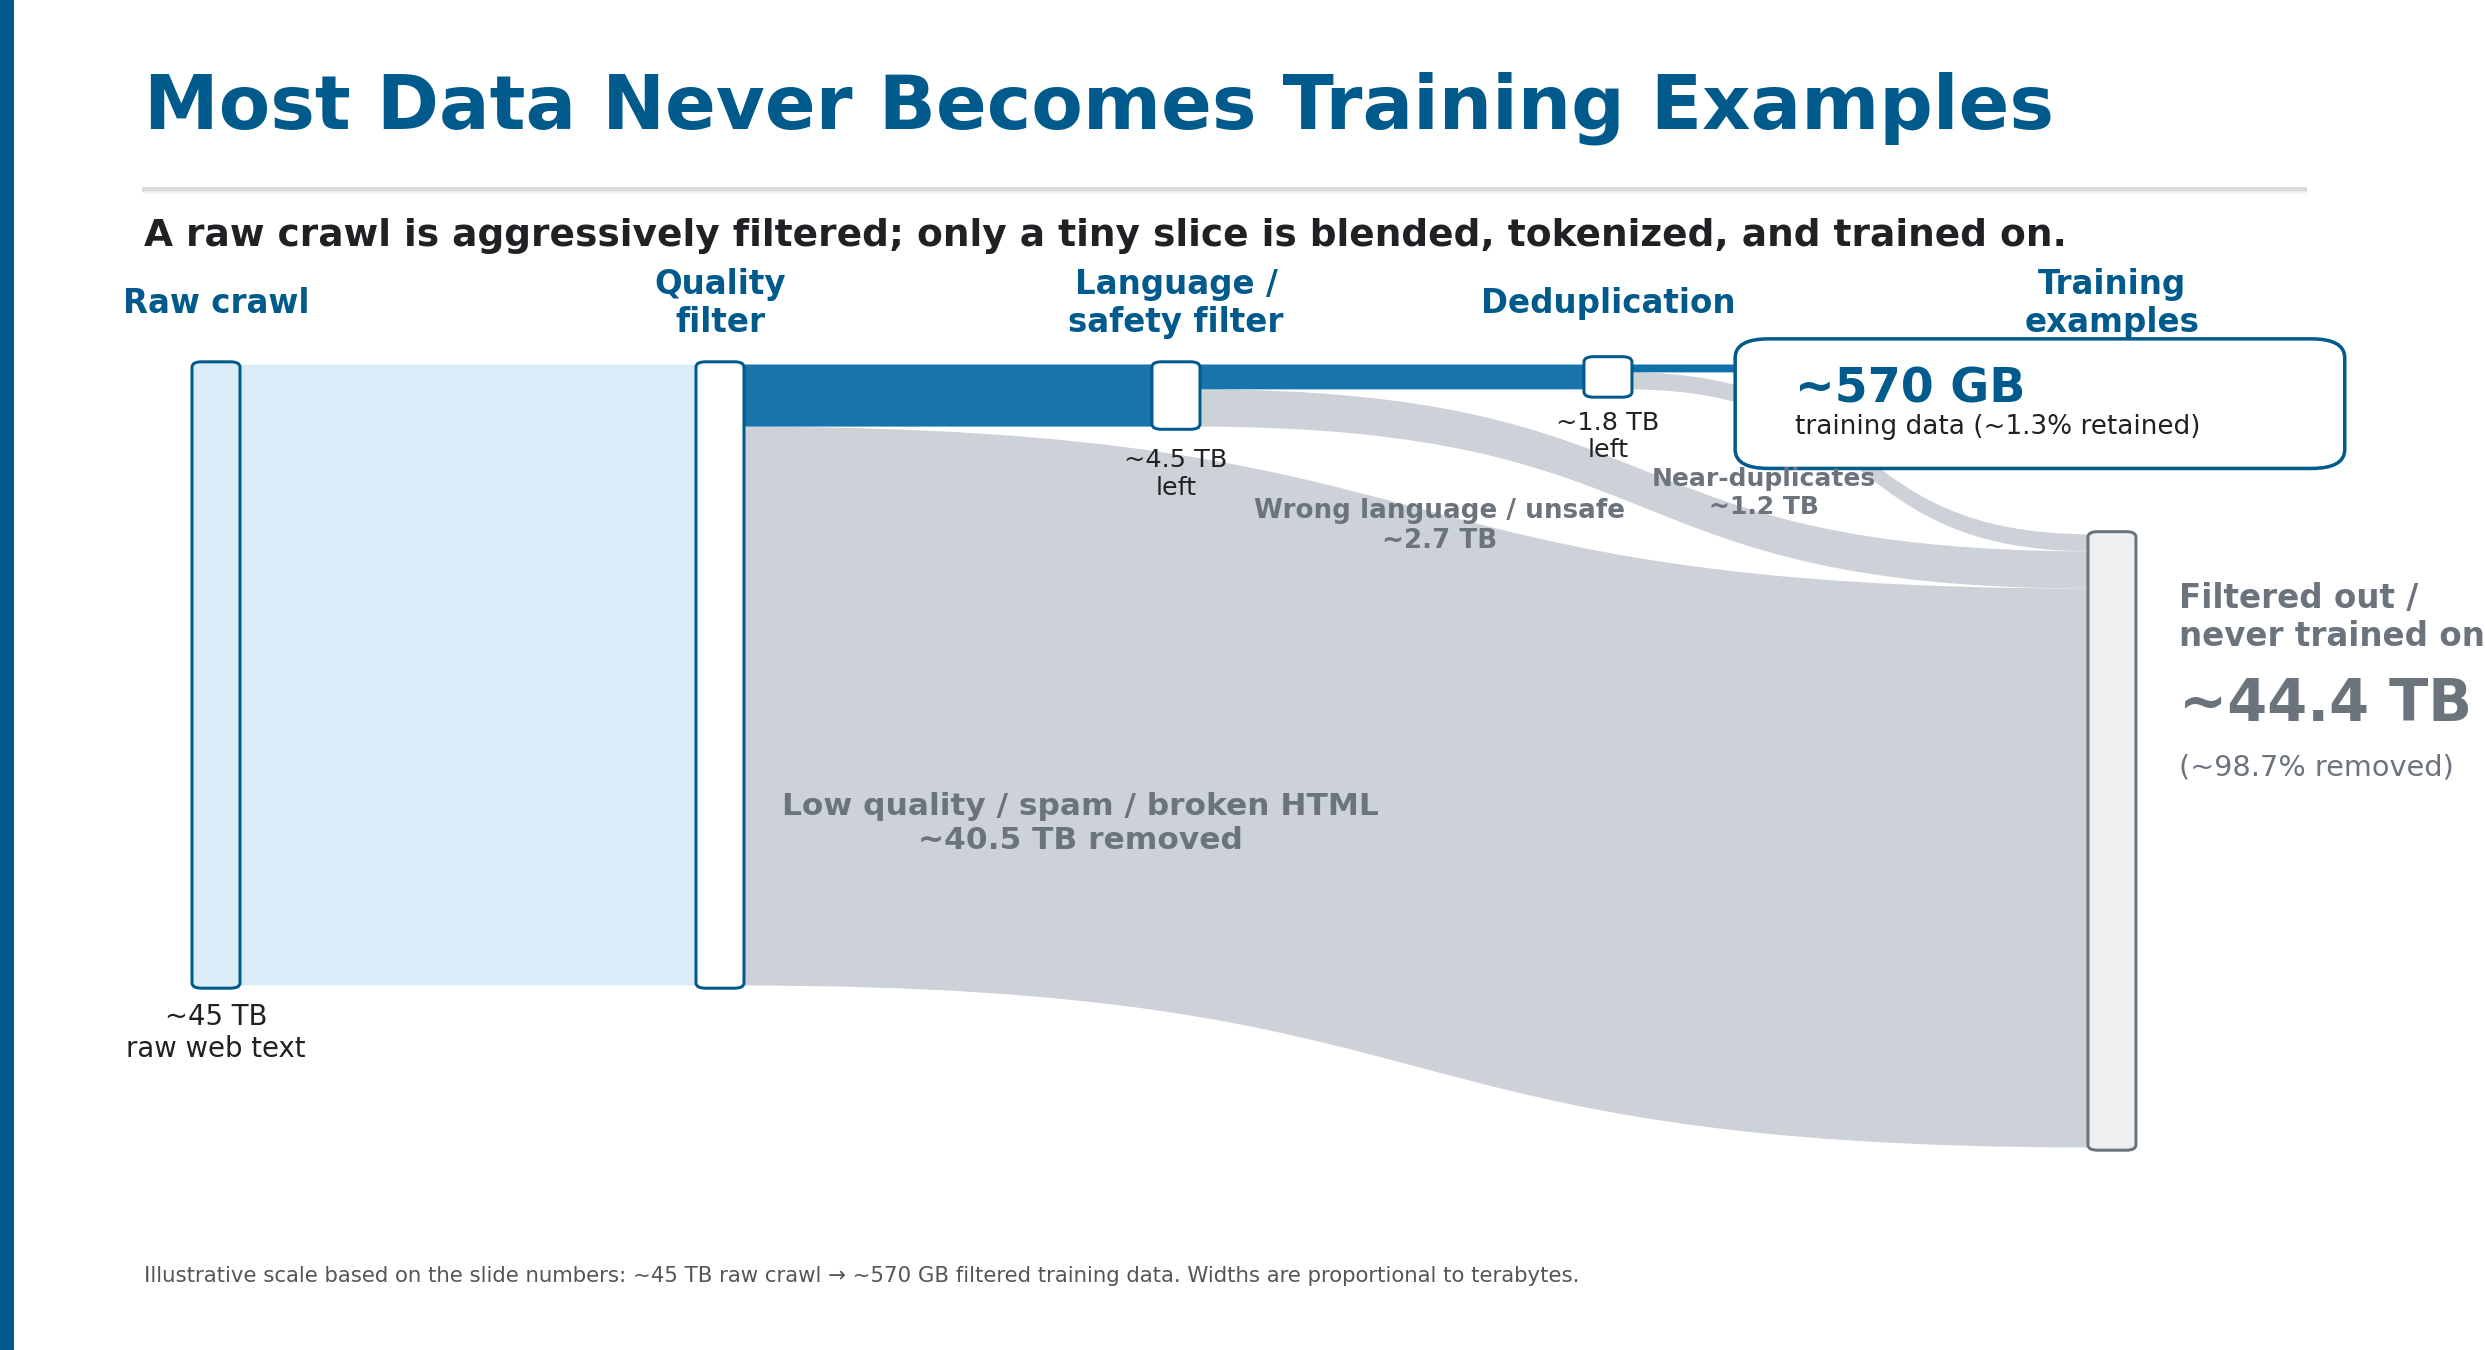 Most Data Never Becomes Training Examples
A raw crawl is aggressively filtered; only a tiny slice is blended, tokenized, and trained on.
Raw crawl
Quality
filter
Language /
safety filter
Deduplication
Training
examples
~570 GB
training data (~1.3% retained)
~1.8 TB
left
~4.5 TB
left
Near-duplicates
~1.2 TB
Wrong language / unsafe
~2.7 TB
Filtered out /
never trained on
~44.4 TB
(~98.7% removed)
Low quality / spam / broken HTML
~40.5 TB removed
~45 TB
raw web text
Illustrative scale based on the slide numbers: ~45 TB raw crawl → ~570 GB filtered training data. Widths are proportional to terabytes.